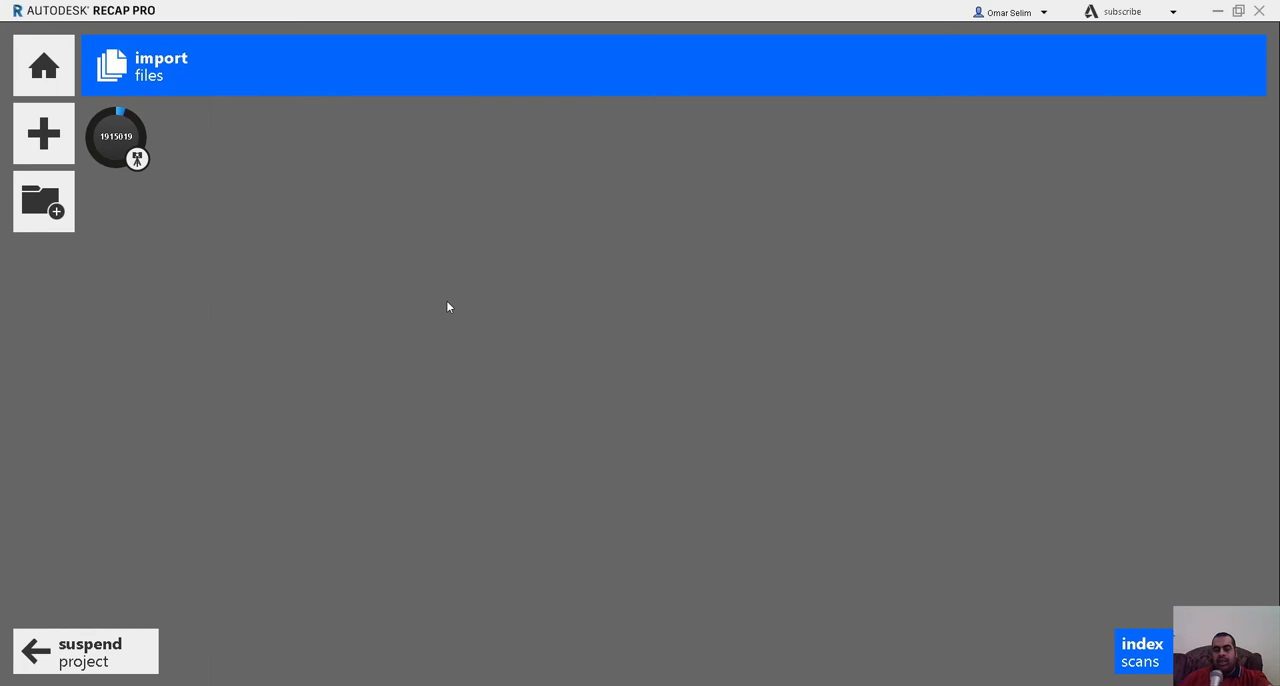 AUTODESK® RECAP PRO
Omar Selim
subscribe
import
files
1915019
suspend
project
index
scans